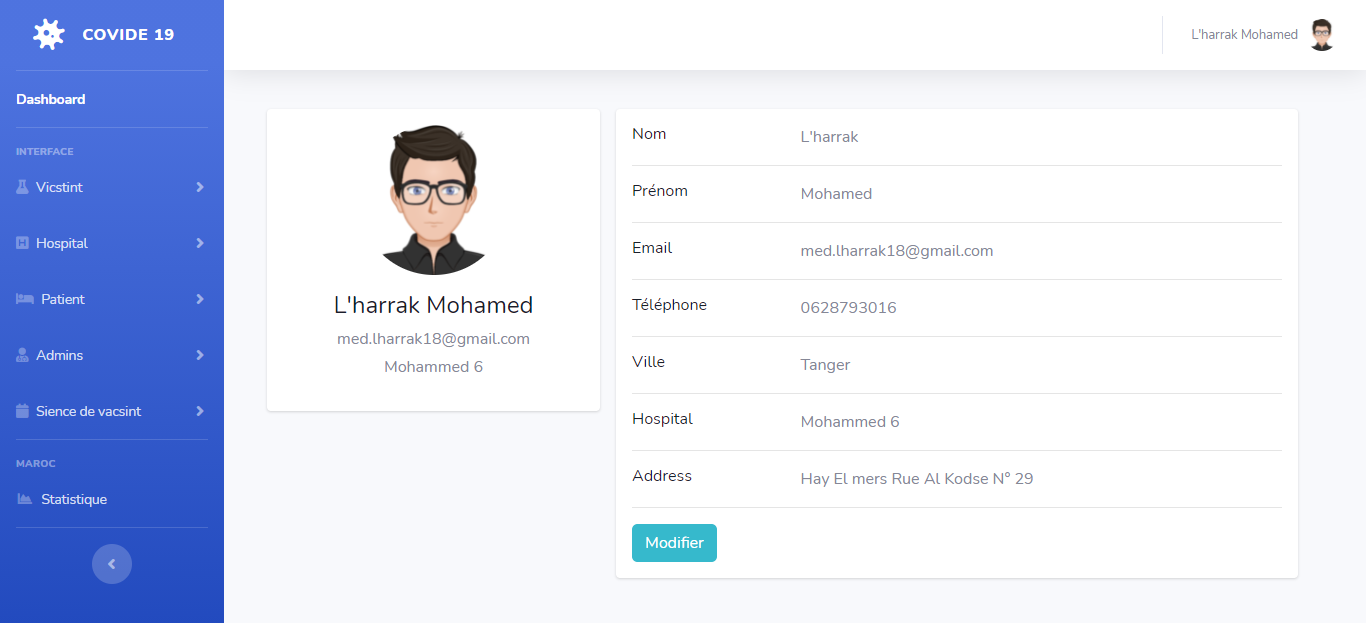 COVIDE 19
L'harrak Mohamed
Dashboard
INTERFACE
Vicstint
Hospital
Patient
Admins
Sience de vacsint
MAROC
Statistique
L'harrak Mohamed
med.lharrak18@gmail.com
Mohammed 6
Nom L'harrak
Prénom Mohamed
Email med.lharrak18@gmail.com
Téléphone 0628793016
Ville Tanger
Hospital Mohammed 6
Address Hay El mers Rue Al Kodse N° 29
Modifier